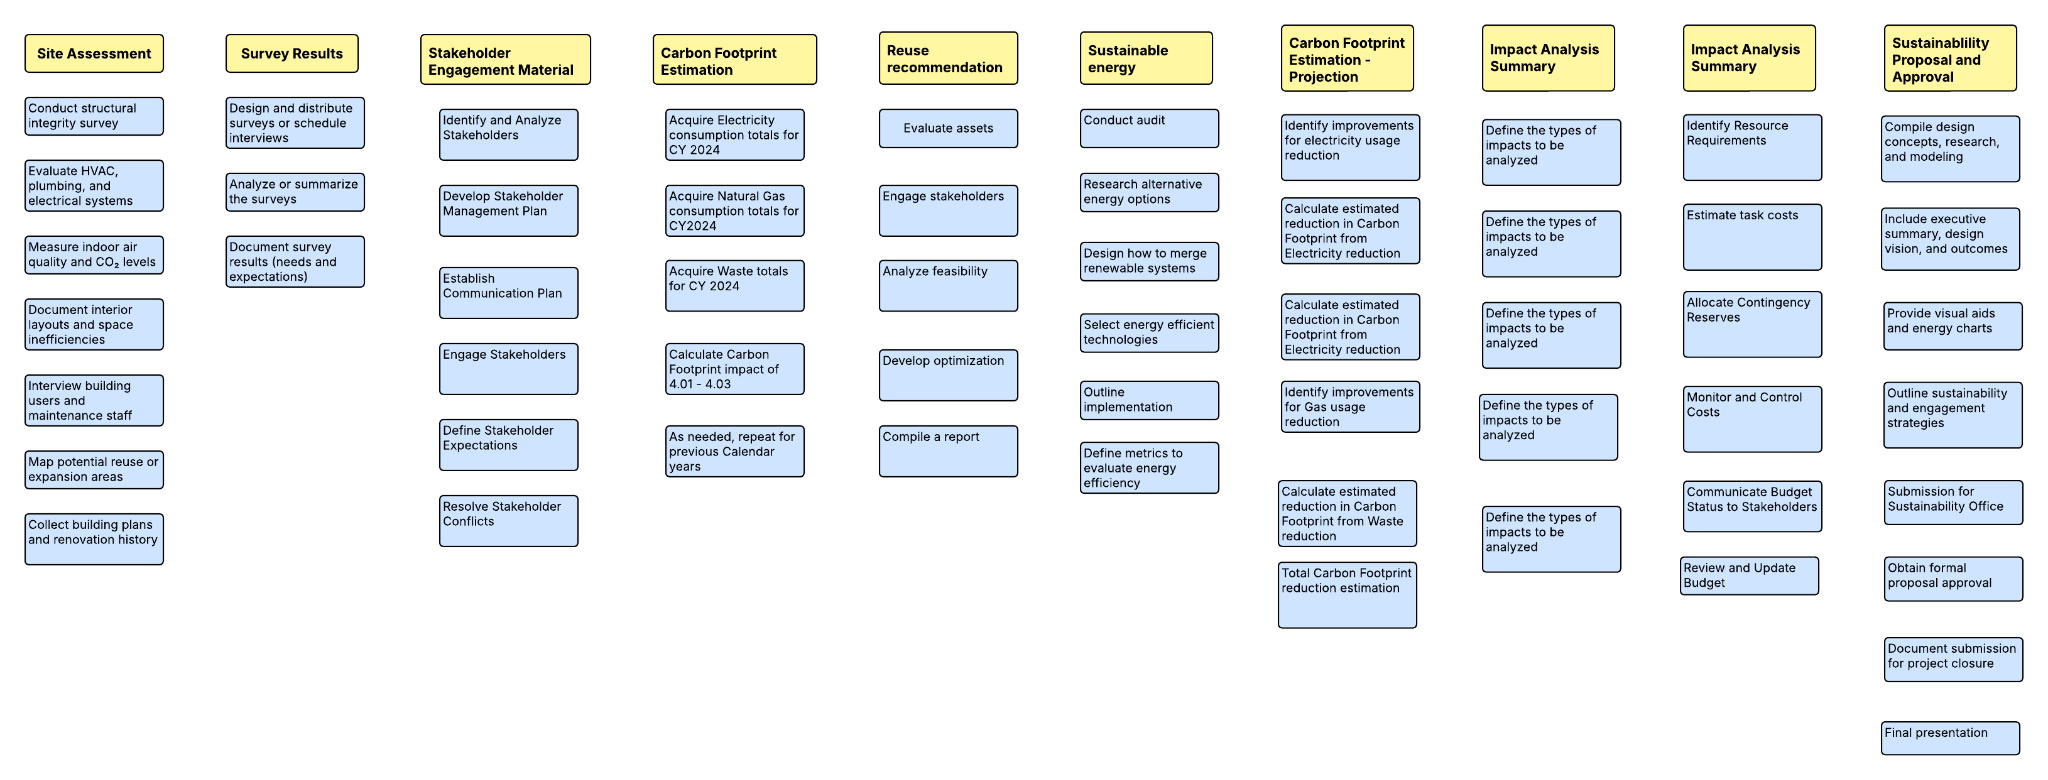 Site Assessment
Conduct structural
integrity survey
Evaluate HVAC,
plumbing, and
electrical systems
Measure indoor air
quality and CO₂ levels
Document interior
layouts and space
inefficiencies
Interview building
users and
maintenance staff
Map potential reuse or
expansion areas
Collect building plans
and renovation history
Survey Results
Design and distribute
surveys or schedule
interviews
Analyze or summarize
the surveys
Document survey
results (needs and
expectations)
Stakeholder
Engagement Material
Identify and Analyze
Stakeholders
Develop Stakeholder
Management Plan
Establish
Communication Plan
Engage Stakeholders
Define Stakeholder
Expectations
Resolve Stakeholder
Conflicts
Carbon Footprint
Estimation
Acquire Electricity
consumption totals for
CY 2024
Acquire Natural Gas
consumption totals for
CY2024
Acquire Waste totals
for CY 2024
Calculate Carbon
Footprint impact of
4.01 - 4.03
As needed, repeat for
previous Calendar
years
Reuse
recommendation
Evaluate assets
Engage stakeholders
Analyze feasibility
Develop optimization
Compile a report
Sustainable
energy
Conduct audit
Research alternative
energy options
Design how to merge
renewable systems
Select energy efficient
technologies
Outline
implementation
Define metrics to
evaluate energy
efficiency
Carbon Footprint
Estimation -
Projection
Identify improvements
for electricity usage
reduction
Calculate estimated
reduction in Carbon
Footprint from
Electricity reduction
Calculate estimated
reduction in Carbon
Footprint from
Electricity reduction
Identify improvements
for Gas usage
reduction
Calculate estimated
reduction in Carbon
Footprint from Waste
reduction
Total Carbon Footprint
reduction estimation
Impact Analysis
Summary
Define the types of
impacts to be
analyzed
Define the types of
impacts to be
analyzed
Define the types of
impacts to be
analyzed
Define the types of
impacts to be
analyzed
Define the types of
impacts to be
analyzed
Impact Analysis
Summary
Identify Resource
Requirements
Estimate task costs
Allocate Contingency
Reserves
Monitor and Control
Costs
Communicate Budget
Status to Stakeholders
Review and Update
Budget
Sustainablility
Proposal and
Approval
Compile design
concepts, research,
and modeling
Include executive
summary, design
vision, and outcomes
Provide visual aids
and energy charts
Outline sustainability
and engagement
strategies
Submission for
Sustainability Office
Obtain formal
proposal approval
Document submission
for project closure
Final presentation